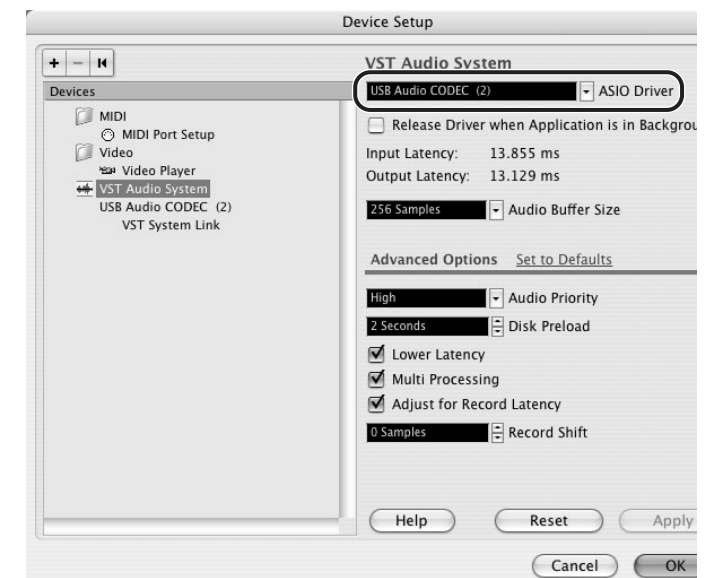 Device Setup
+ –
Devices
MIDI
MIDI Port Setup
Video
Video Player
VST Audio System
USB Audio CODEC (2)
VST System Link
VST Audio System
USB Audio CODEC (2) ASIO Driver
Release Driver when Application is in Backgrou
Input Latency: 13.855 ms
Output Latency: 13.129 ms
256 Samples Audio Buffer Size
Advanced Options Set to Defaults
High Audio Priority
2 Seconds Disk Preload
Lower Latency
Multi Processing
Adjust for Record Latency
0 Samples Record Shift
Help Reset Apply
Cancel OK